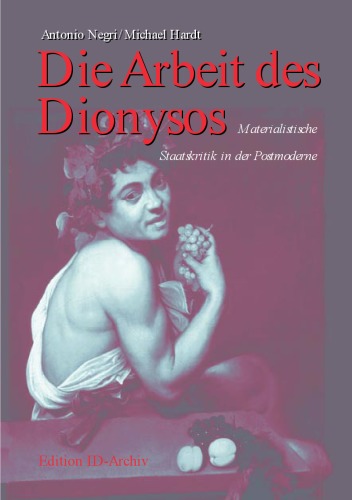 Antonio Negri/Michael Hardt
Die Arbeit des
Dionysos Materialistische
Staatskritik in der Postmoderne
Edition ID-Archiv